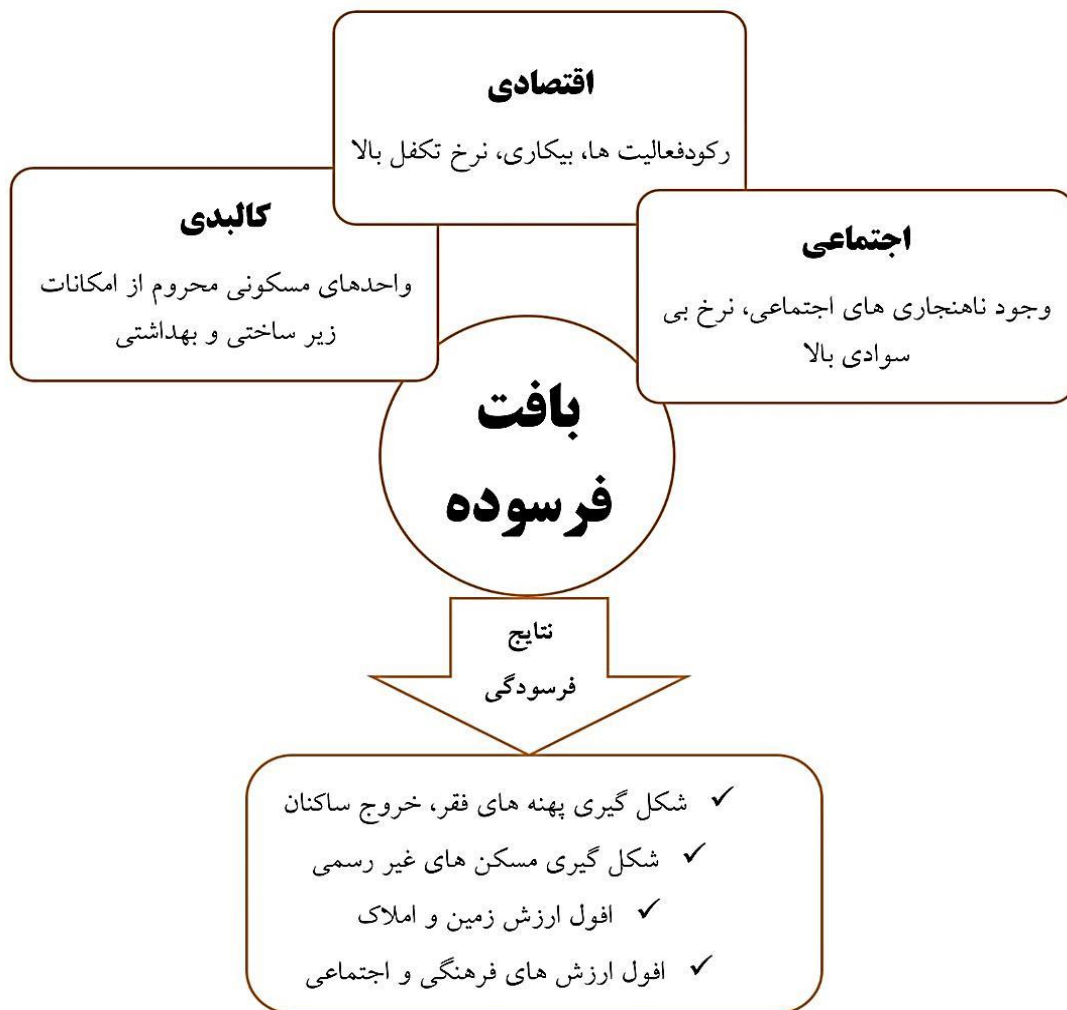 اقتصادی
رکودفعالیت ها، بیکاری، نرخ تکفل بالا
کالبدی
واحدهای مسکونی محروم از امکانات
زیر ساختی و بهداشتی
اجتماعی
وجود ناهنجاری های اجتماعی، نرخ بی
سوادی بالا
بافت
فرسوده
نتایج
فرسودگی
✓ شکل گیری پهنه های فقر، خروج ساکنان
✓ شکل گیری مسکن های غیر رسمی
✓ افول ارزش زمین و املاک
✓ افول ارزش های فرهنگی و اجتماعی